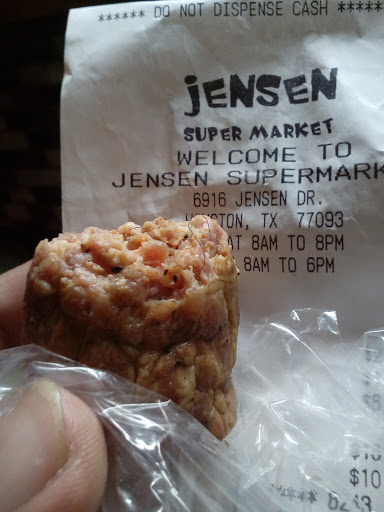 ****** DO NOT DISPENSE CASH *****
JENSEN
SUPER MARKET
WELCOME TO
JENSEN SUPERMARK
6916 JENSEN DR.
TX 77093
AT 8AM TO 8PM
8AM TO 6PM
$10